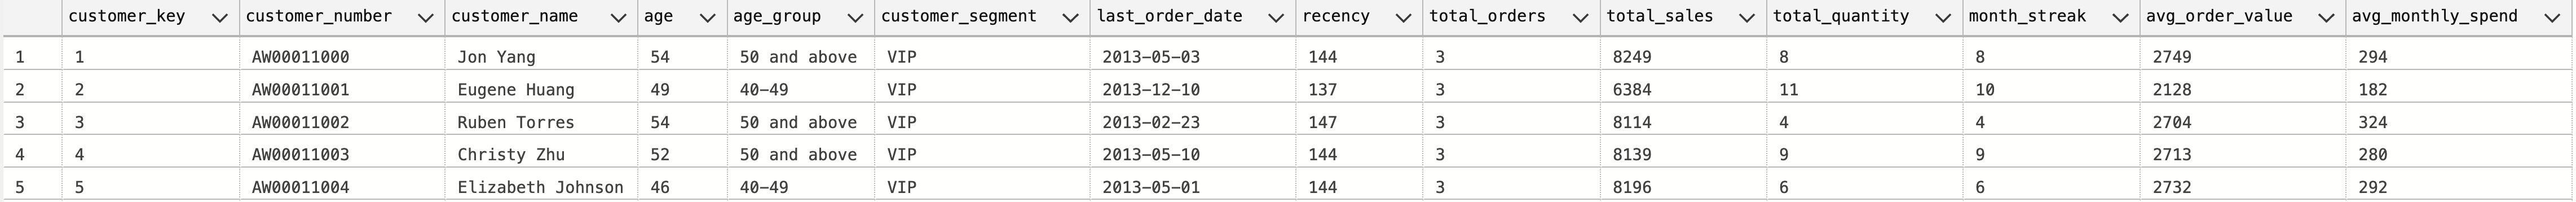 customer_key customer_number customer_name age age_group customer_segment last_order_date recency total_orders total_sales total_quantity month_streak avg_order_value avg_monthly_spend
1 1 AW00011000 Jon Yang 54 50 and above VIP 2013-05-03 144 3 8249 8 8 2749 294
2 2 AW00011001 Eugene Huang 49 40-49 VIP 2013-12-10 137 3 6384 11 10 2128 182
3 3 AW00011002 Ruben Torres 54 50 and above VIP 2013-02-23 147 3 8114 4 4 2704 324
4 4 AW00011003 Christy Zhu 52 50 and above VIP 2013-05-10 144 3 8139 9 9 2713 280
5 5 AW00011004 Elizabeth Johnson 46 40-49 VIP 2013-05-01 144 3 8196 6 6 2732 292